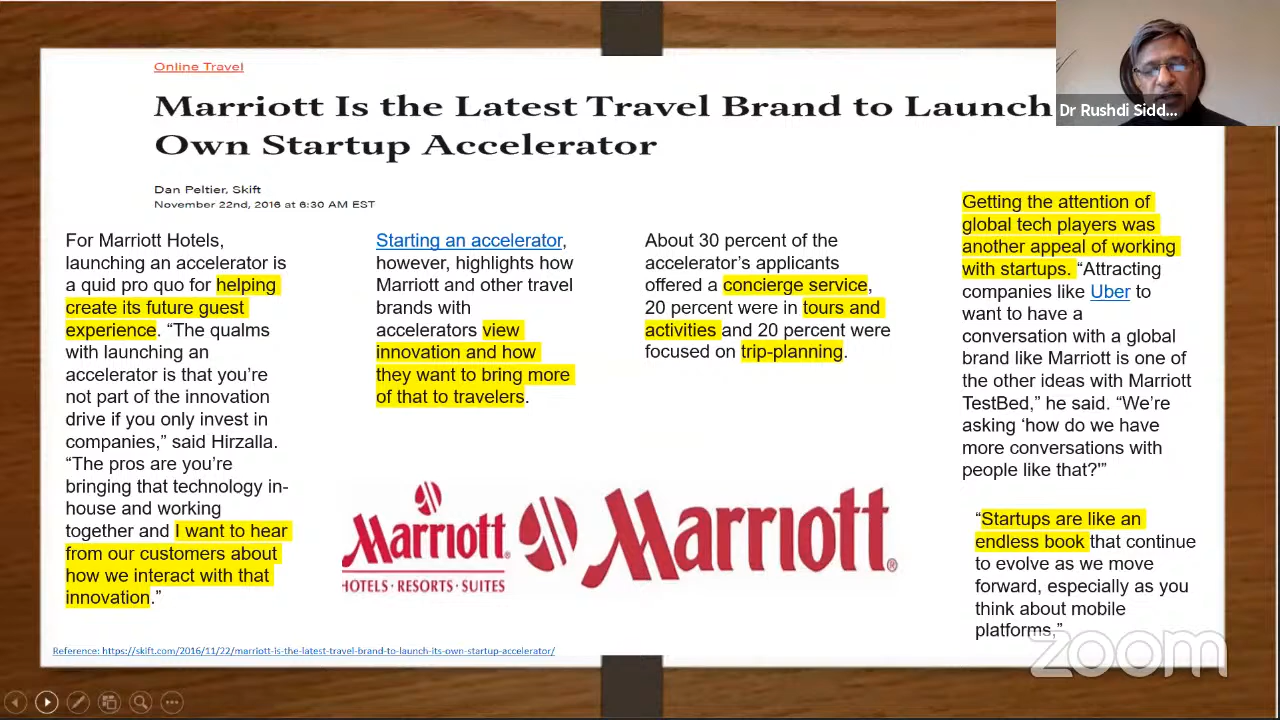 Online Travel
Marriott Is the Latest Travel Brand to Launch
Own Startup Accelerator
Dan Peltier, Skift
November 22nd, 2016 at 6:30 AM EST
For Marriott Hotels,
launching an accelerator is
a quid pro quo for helping
create its future guest
experience. “The qualms
with launching an
accelerator is that you’re
not part of the innovation
drive if you only invest in
companies,” said Hirzalla.
“The pros are you’re
bringing that technology in-
house and working
together and I want to hear
from our customers about
how we interact with that
innovation.”
Starting an accelerator,
however, highlights how
Marriott and other travel
brands with
accelerators view
innovation and how
they want to bring more
of that to travelers.
About 30 percent of the
accelerator’s applicants
offered a concierge service,
20 percent were in tours and
activities and 20 percent were
focused on trip-planning.
Getting the attention of
global tech players was
another appeal of working
with startups. “Attracting
companies like Uber to
want to have a
conversation with a global
brand like Marriott is one of
the other ideas with Marriott
TestBed,” he said. “We’re
asking ‘how do we have
more conversations with
people like that?’”
“Startups are like an
endless book that continue
to evolve as we move
forward, especially as you
think about mobile
platforms,”
Marriott®
HOTELS · RESORTS · SUITES
Marriott®
Reference: https://skift.com/2016/11/22/marriott-is-the-latest-travel-brand-to-launch-its-own-startup-accelerator/
Dr Rushdi Sidd...
zoom